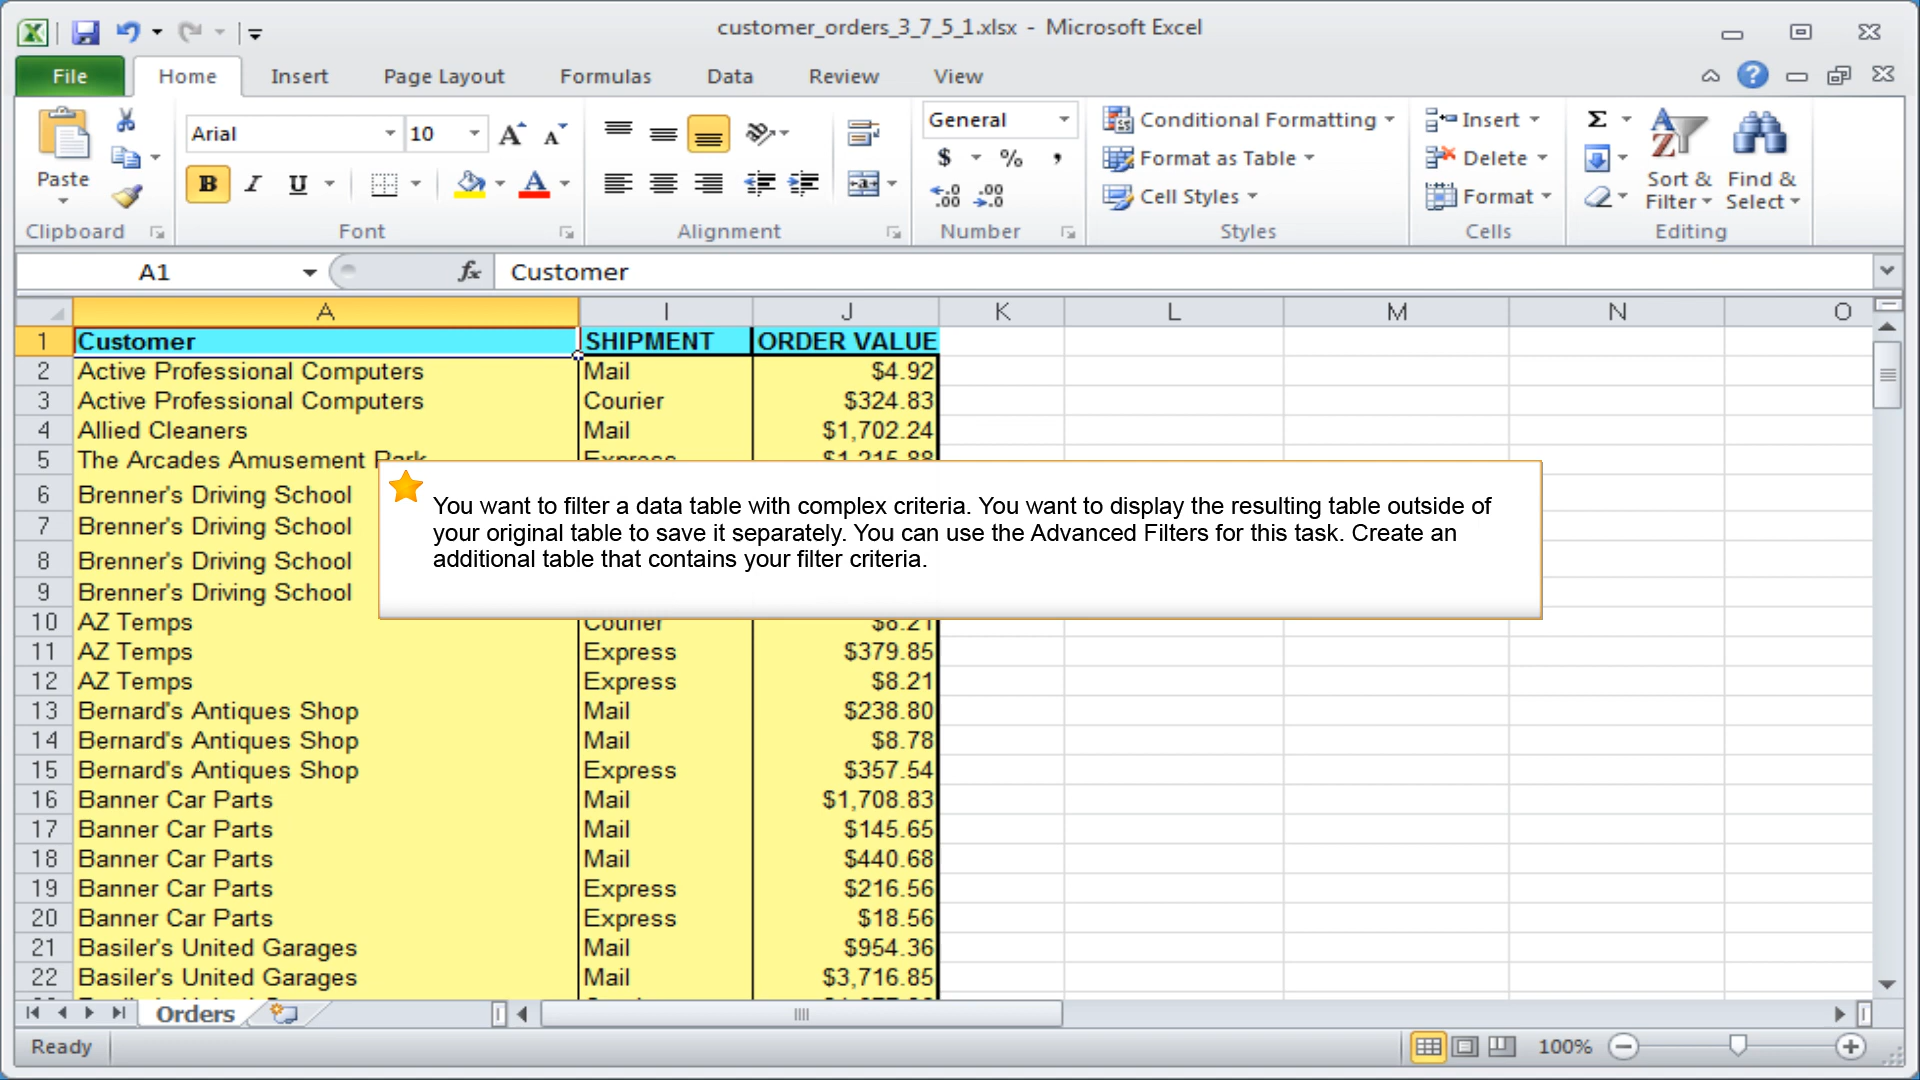 customer_orders_3_7_5_1.xlsx - Microsoft Excel
File Home Insert Page Layout Formulas Data Review View
Paste
Clipboard
Arial 10
B I U A
Font
Alignment
General
$ % ,
Number
Conditional Formatting
Format as Table
Cell Styles
Styles
Insert
Delete
Format
Cells
Σ
Sort & Filter
Find & Select
Editing
A1 fx Customer
A I J K L M N O
1 Customer SHIPMENT ORDER VALUE
2 Active Professional Computers Mail $4.92
3 Active Professional Computers Courier $324.83
4 Allied Cleaners Mail $1,702.24
5 The Arcades Amusement Park Express $1,215.88
6 Brenner's Driving School
7 Brenner's Driving School
8 Brenner's Driving School
9 Brenner's Driving School
You want to filter a data table with complex criteria. You want to display the resulting table outside of
your original table to save it separately. You can use the Advanced Filters for this task. Create an
additional table that contains your filter criteria.
10 AZ Temps Courier $8.21
11 AZ Temps Express $379.85
12 AZ Temps Express $8.21
13 Bernard's Antiques Shop Mail $238.80
14 Bernard's Antiques Shop Mail $8.78
15 Bernard's Antiques Shop Express $357.54
16 Banner Car Parts Mail $1,708.83
17 Banner Car Parts Mail $145.65
18 Banner Car Parts Mail $440.68
19 Banner Car Parts Express $216.56
20 Banner Car Parts Express $18.56
21 Basiler's United Garages Mail $954.36
22 Basiler's United Garages Mail $3,716.85
Orders
Ready 100%